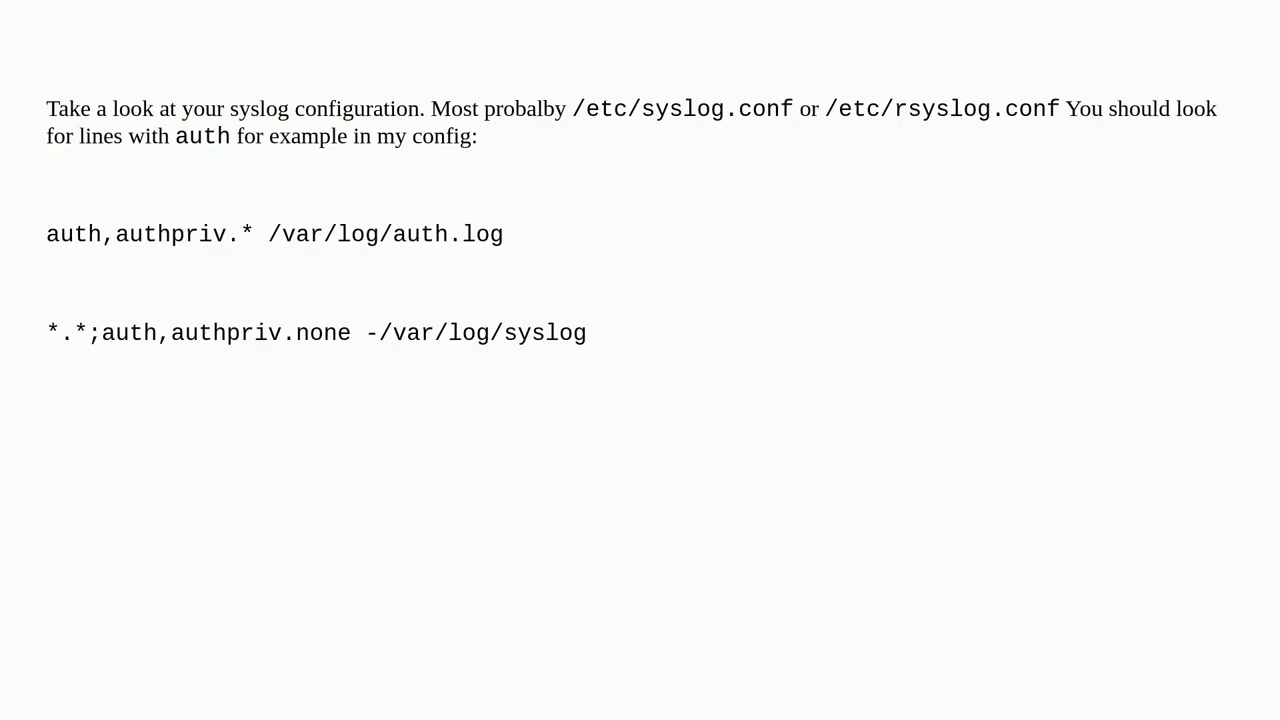 Take a look at your syslog configuration. Most probalby /etc/syslog.conf or /etc/rsyslog.conf You should look
for lines with auth for example in my config:
auth,authpriv.* /var/log/auth.log
*.*;auth,authpriv.none -/var/log/syslog